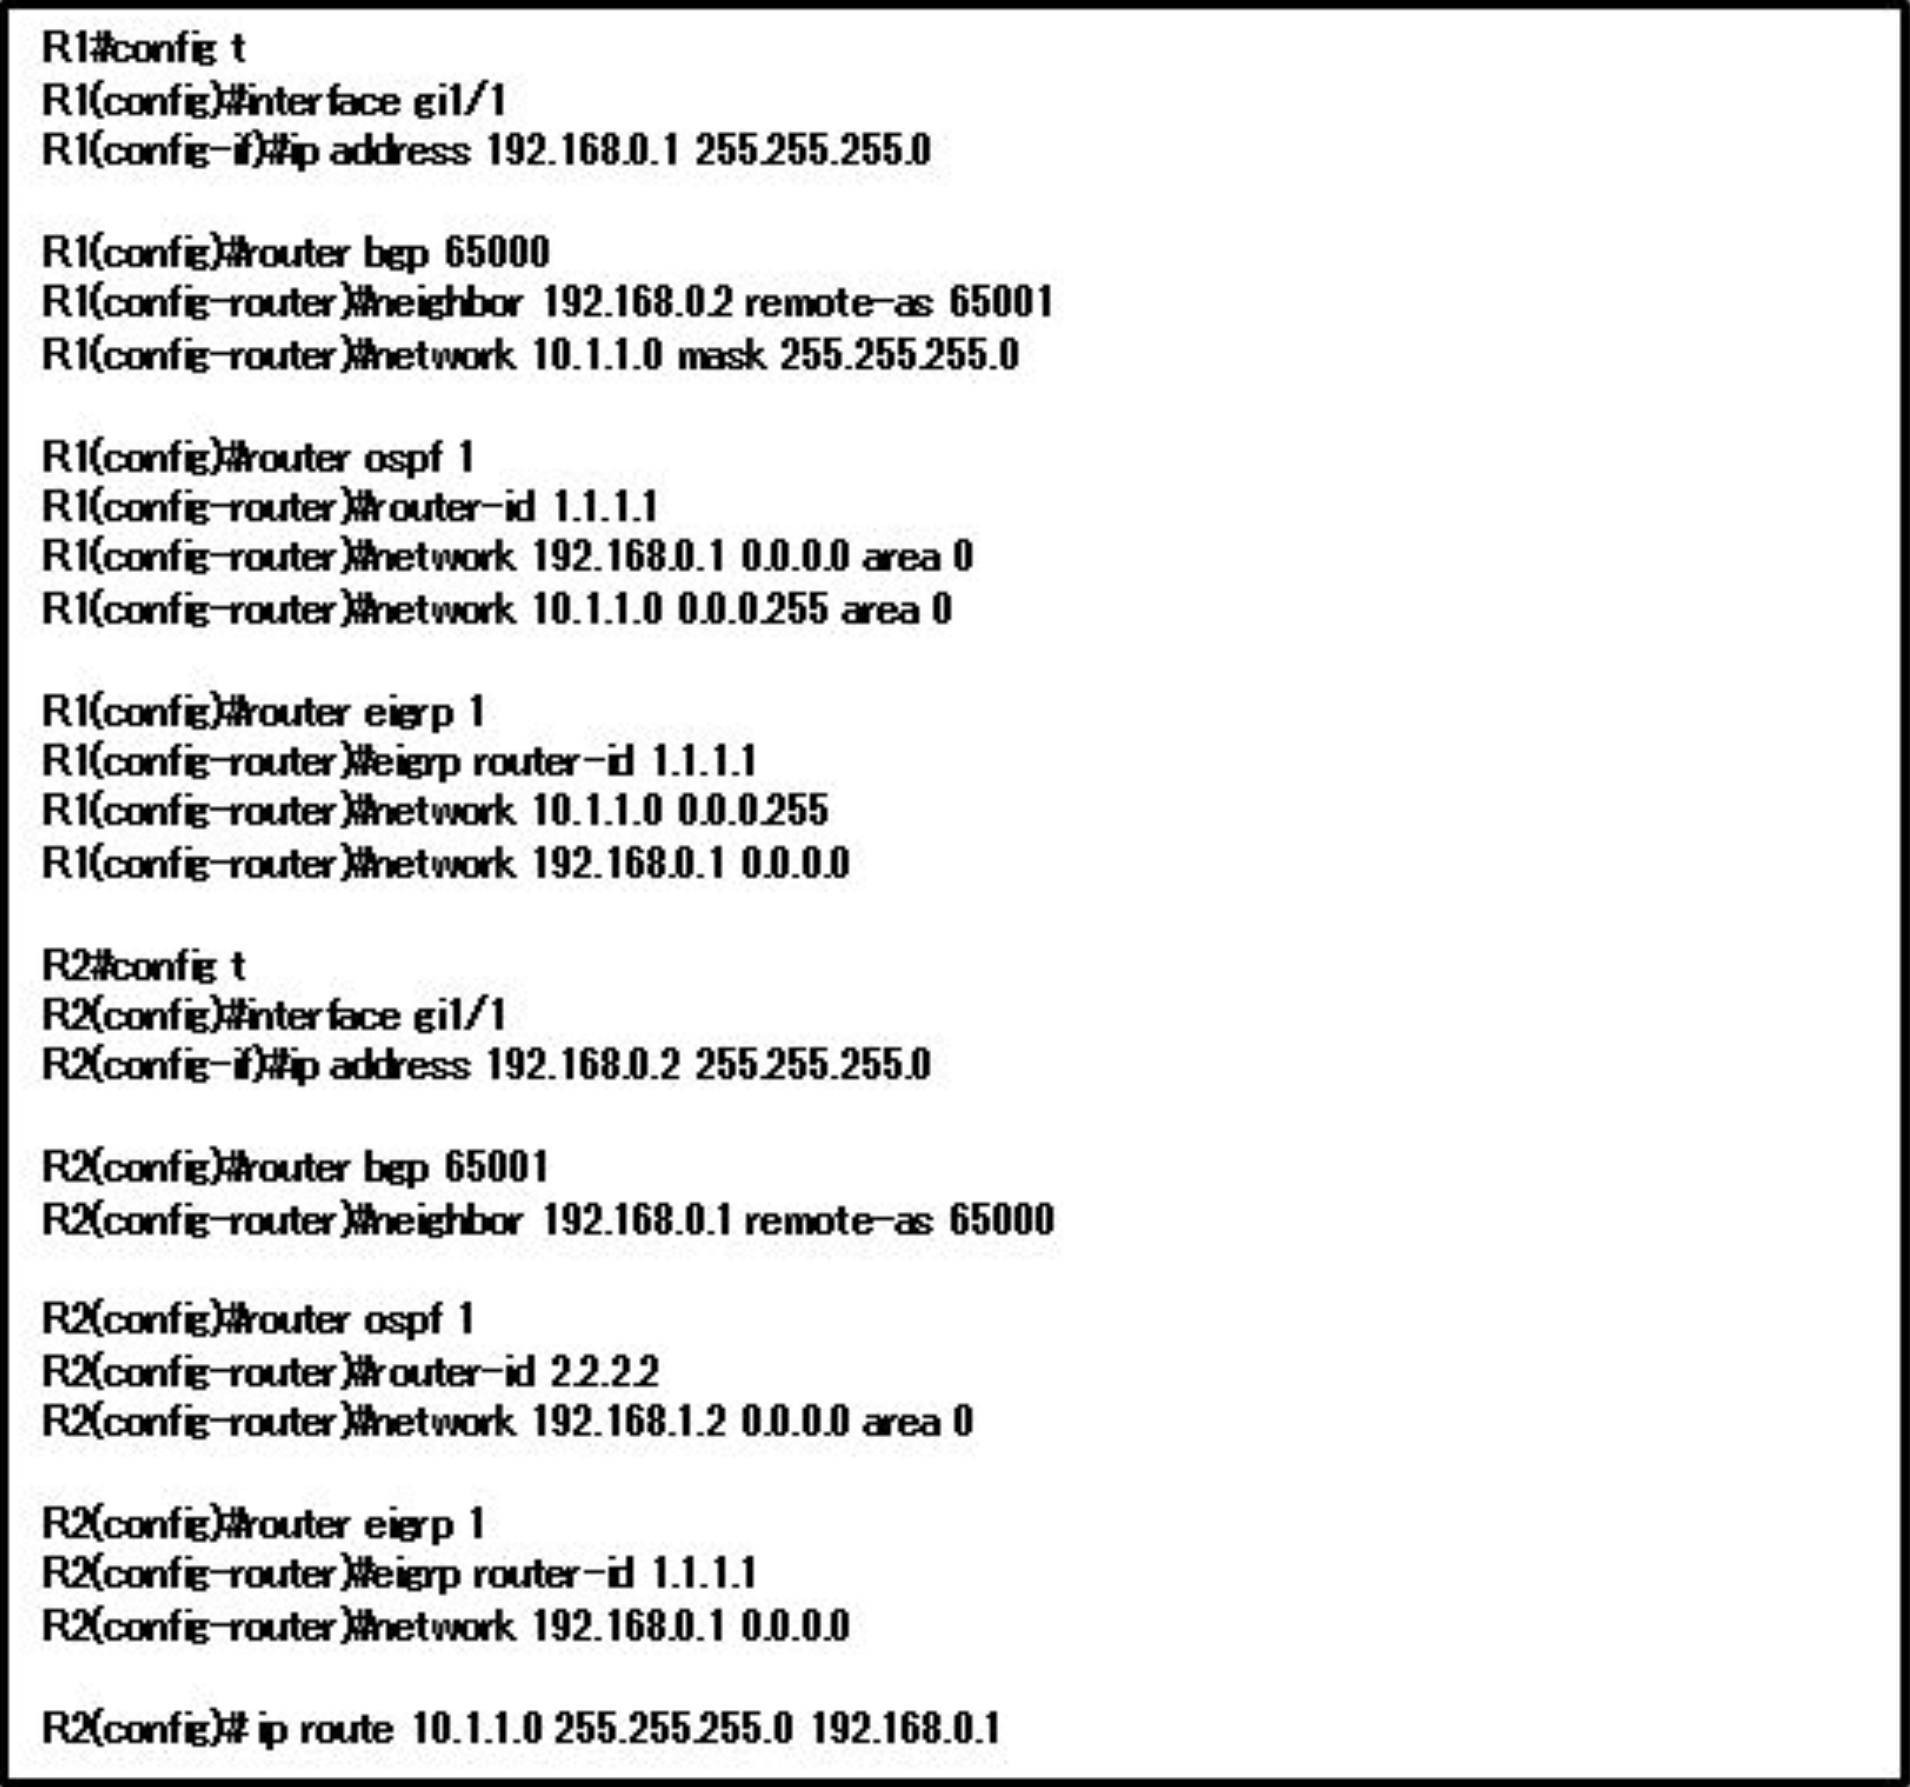 R1#config t
R1(config)#interface gi1/1
R1(config-if)#ip address 192.168.0.1 255.255.255.0
R1(config)#router bgp 65000
R1(config-router)#neighbor 192.168.0.2 remote-as 65001
R1(config-router)#network 10.1.1.0 mask 255.255.255.0
R1(config)#router ospf 1
R1(config-router)#router-id 1.1.1.1
R1(config-router)#network 192.168.0.1 0.0.0.0 area 0
R1(config-router)#network 10.1.1.0 0.0.0.255 area 0
R1(config)#router eigrp 1
R1(config-router)#eigrp router-id 1.1.1.1
R1(config-router)#network 10.1.1.0 0.0.0.255
R1(config-router)#network 192.168.0.1 0.0.0.0
R2#config t
R2(config)#interface gi1/1
R2(config-if)#ip address 192.168.0.2 255.255.255.0
R2(config)#router bgp 65001
R2(config-router)#neighbor 192.168.0.1 remote-as 65000
R2(config)#router ospf 1
R2(config-router)#router-id 2.2.2.2
R2(config-router)#network 192.168.1.2 0.0.0.0 area 0
R2(config)#router eigrp 1
R2(config-router)#eigrp router-id 1.1.1.1
R2(config-router)#network 192.168.0.1 0.0.0.0
R2(config)# ip route 10.1.1.0 255.255.255.0 192.168.0.1